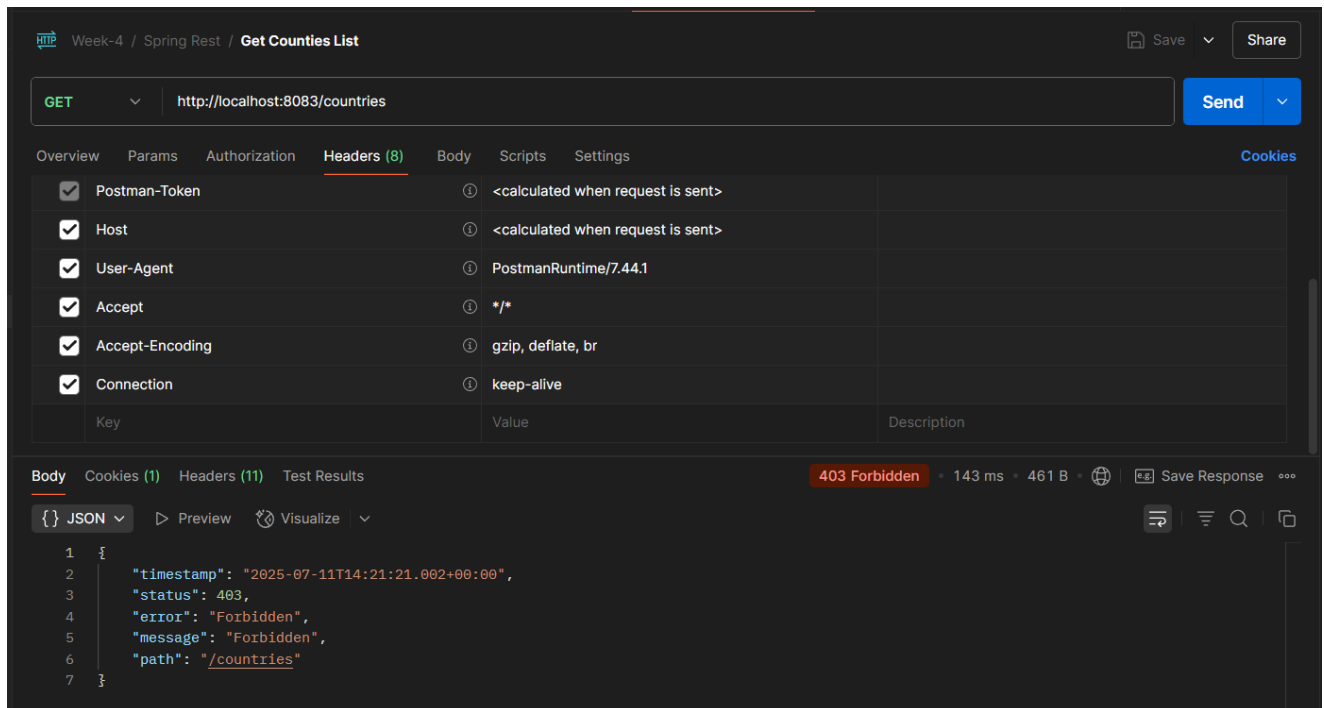 HTTP Week-4 / Spring Rest / Get Counties List Save Share
GET http://localhost:8083/countries Send
Overview Params Authorization Headers (8) Body Scripts Settings Cookies
Postman-Token <calculated when request is sent>
Host <calculated when request is sent>
User-Agent PostmanRuntime/7.44.1
Accept */*
Accept-Encoding gzip, deflate, br
Connection keep-alive
Key Value Description
Body Cookies (1) Headers (11) Test Results 403 Forbidden • 143 ms • 461 B • e.g. Save Response
{} JSON Preview Visualize
1 {
2 "timestamp": "2025-07-11T14:21:21.002+00:00",
3 "status": 403,
4 "error": "Forbidden",
5 "message": "Forbidden",
6 "path": "/countries"
7 }